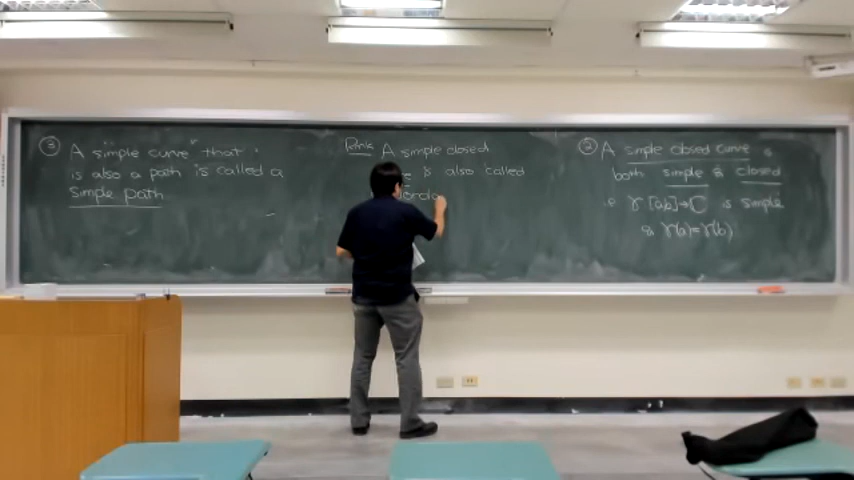 ③ A "simple curve" that
is also a path is called a
simple path
Rmk A simple closed
is also called
Jorda
② A simple closed curve is
both simple & closed
i.e. γ:[a,b]→ℂ is simple
& γ(a)=γ(b)